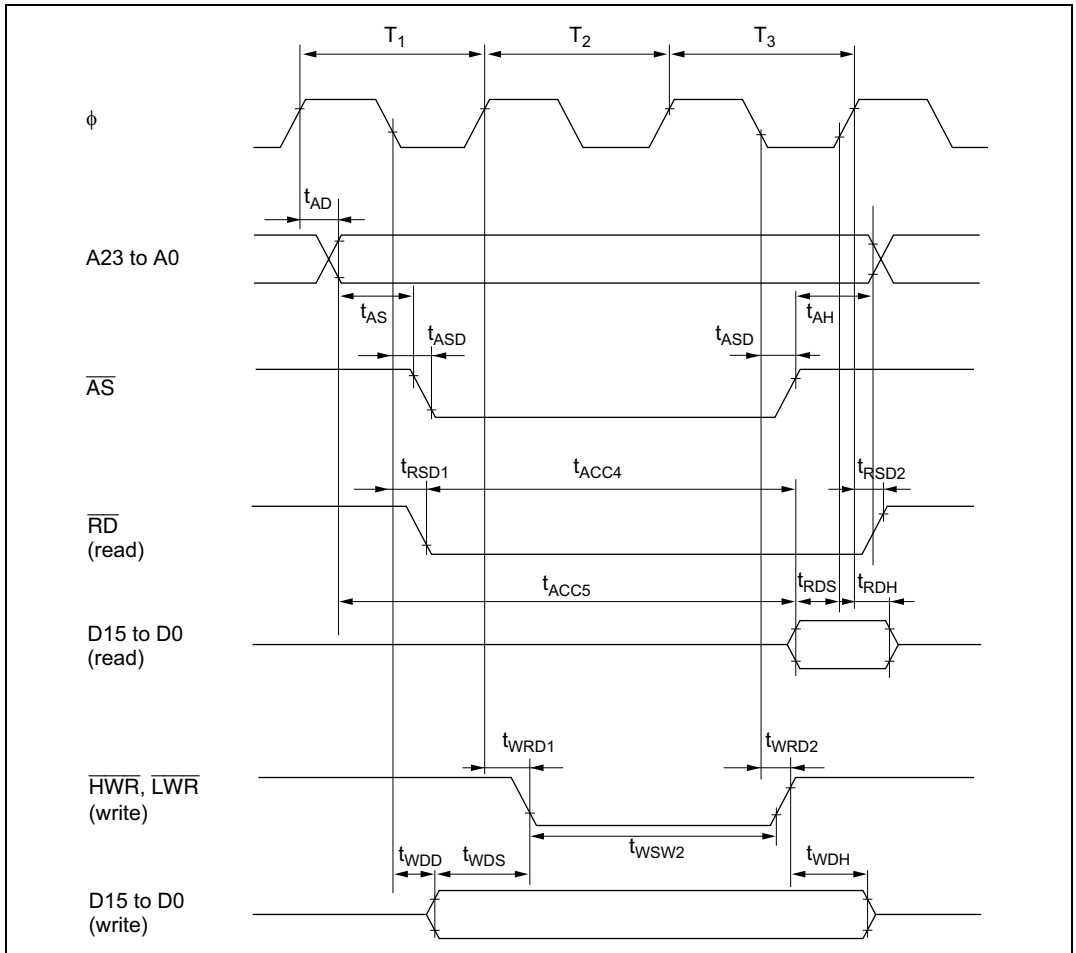 T1 T2 T3
ϕ
tAD
A23 to A0
tAS tAH
tASD tASD
AS
tRSD1 tACC4 tRSD2
RD
(read)
tACC5 tRDS tRDH
D15 to D0
(read)
tWRD1 tWRD2
HWR, LWR
(write)
tWSW2
tWDD tWDS tWDH
D15 to D0
(write)